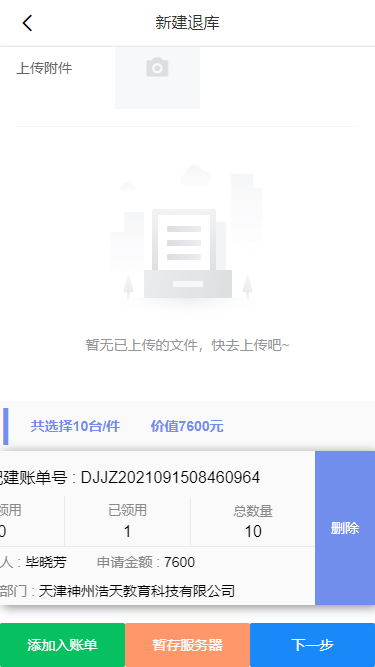 新建退库
上传附件
暂无已上传的文件，快去上传吧~
共选择10台/件 价值7600元
建账单号 : DJJZ2021091508460964
领用 已领用 总数量
0 1 10
人 : 毕晓芳 申请金额 : 7600
部门 : 天津神州浩天教育科技有限公司
删除
添加入账单 暂存服务器 下一步